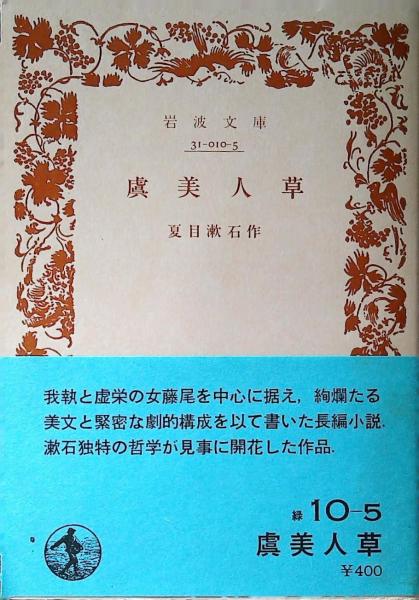 岩波文庫
31-010-5
虞美人草
夏目漱石作
我執と虚栄の女藤尾を中心に据え，絢爛たる
美文と緊密な劇的構成を以て書いた長編小説.
漱石独特の哲学が見事に開花した作品.
緑 10-5
虞美人草
￥400